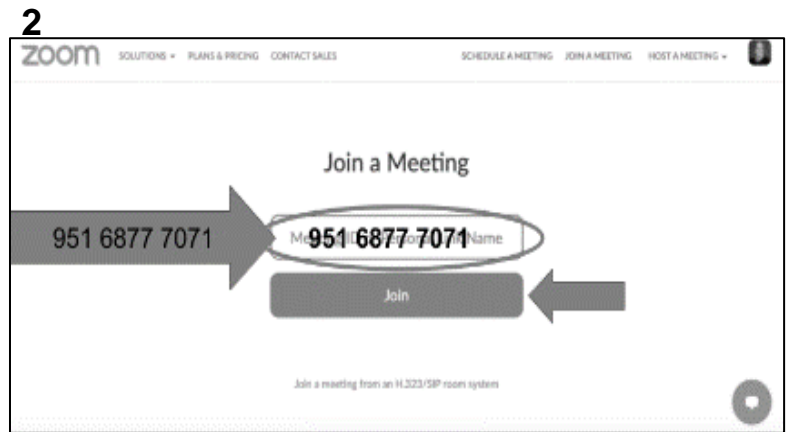 2
zoom SOLUTIONS PLANS & PRICING CONTACT SALES SCHEDULE A MEETING JOIN A MEETING HOST A MEETING
Join a Meeting
951 6877 7071 951 6877 7071
Join
Join a meeting from an H.323/SIP room system